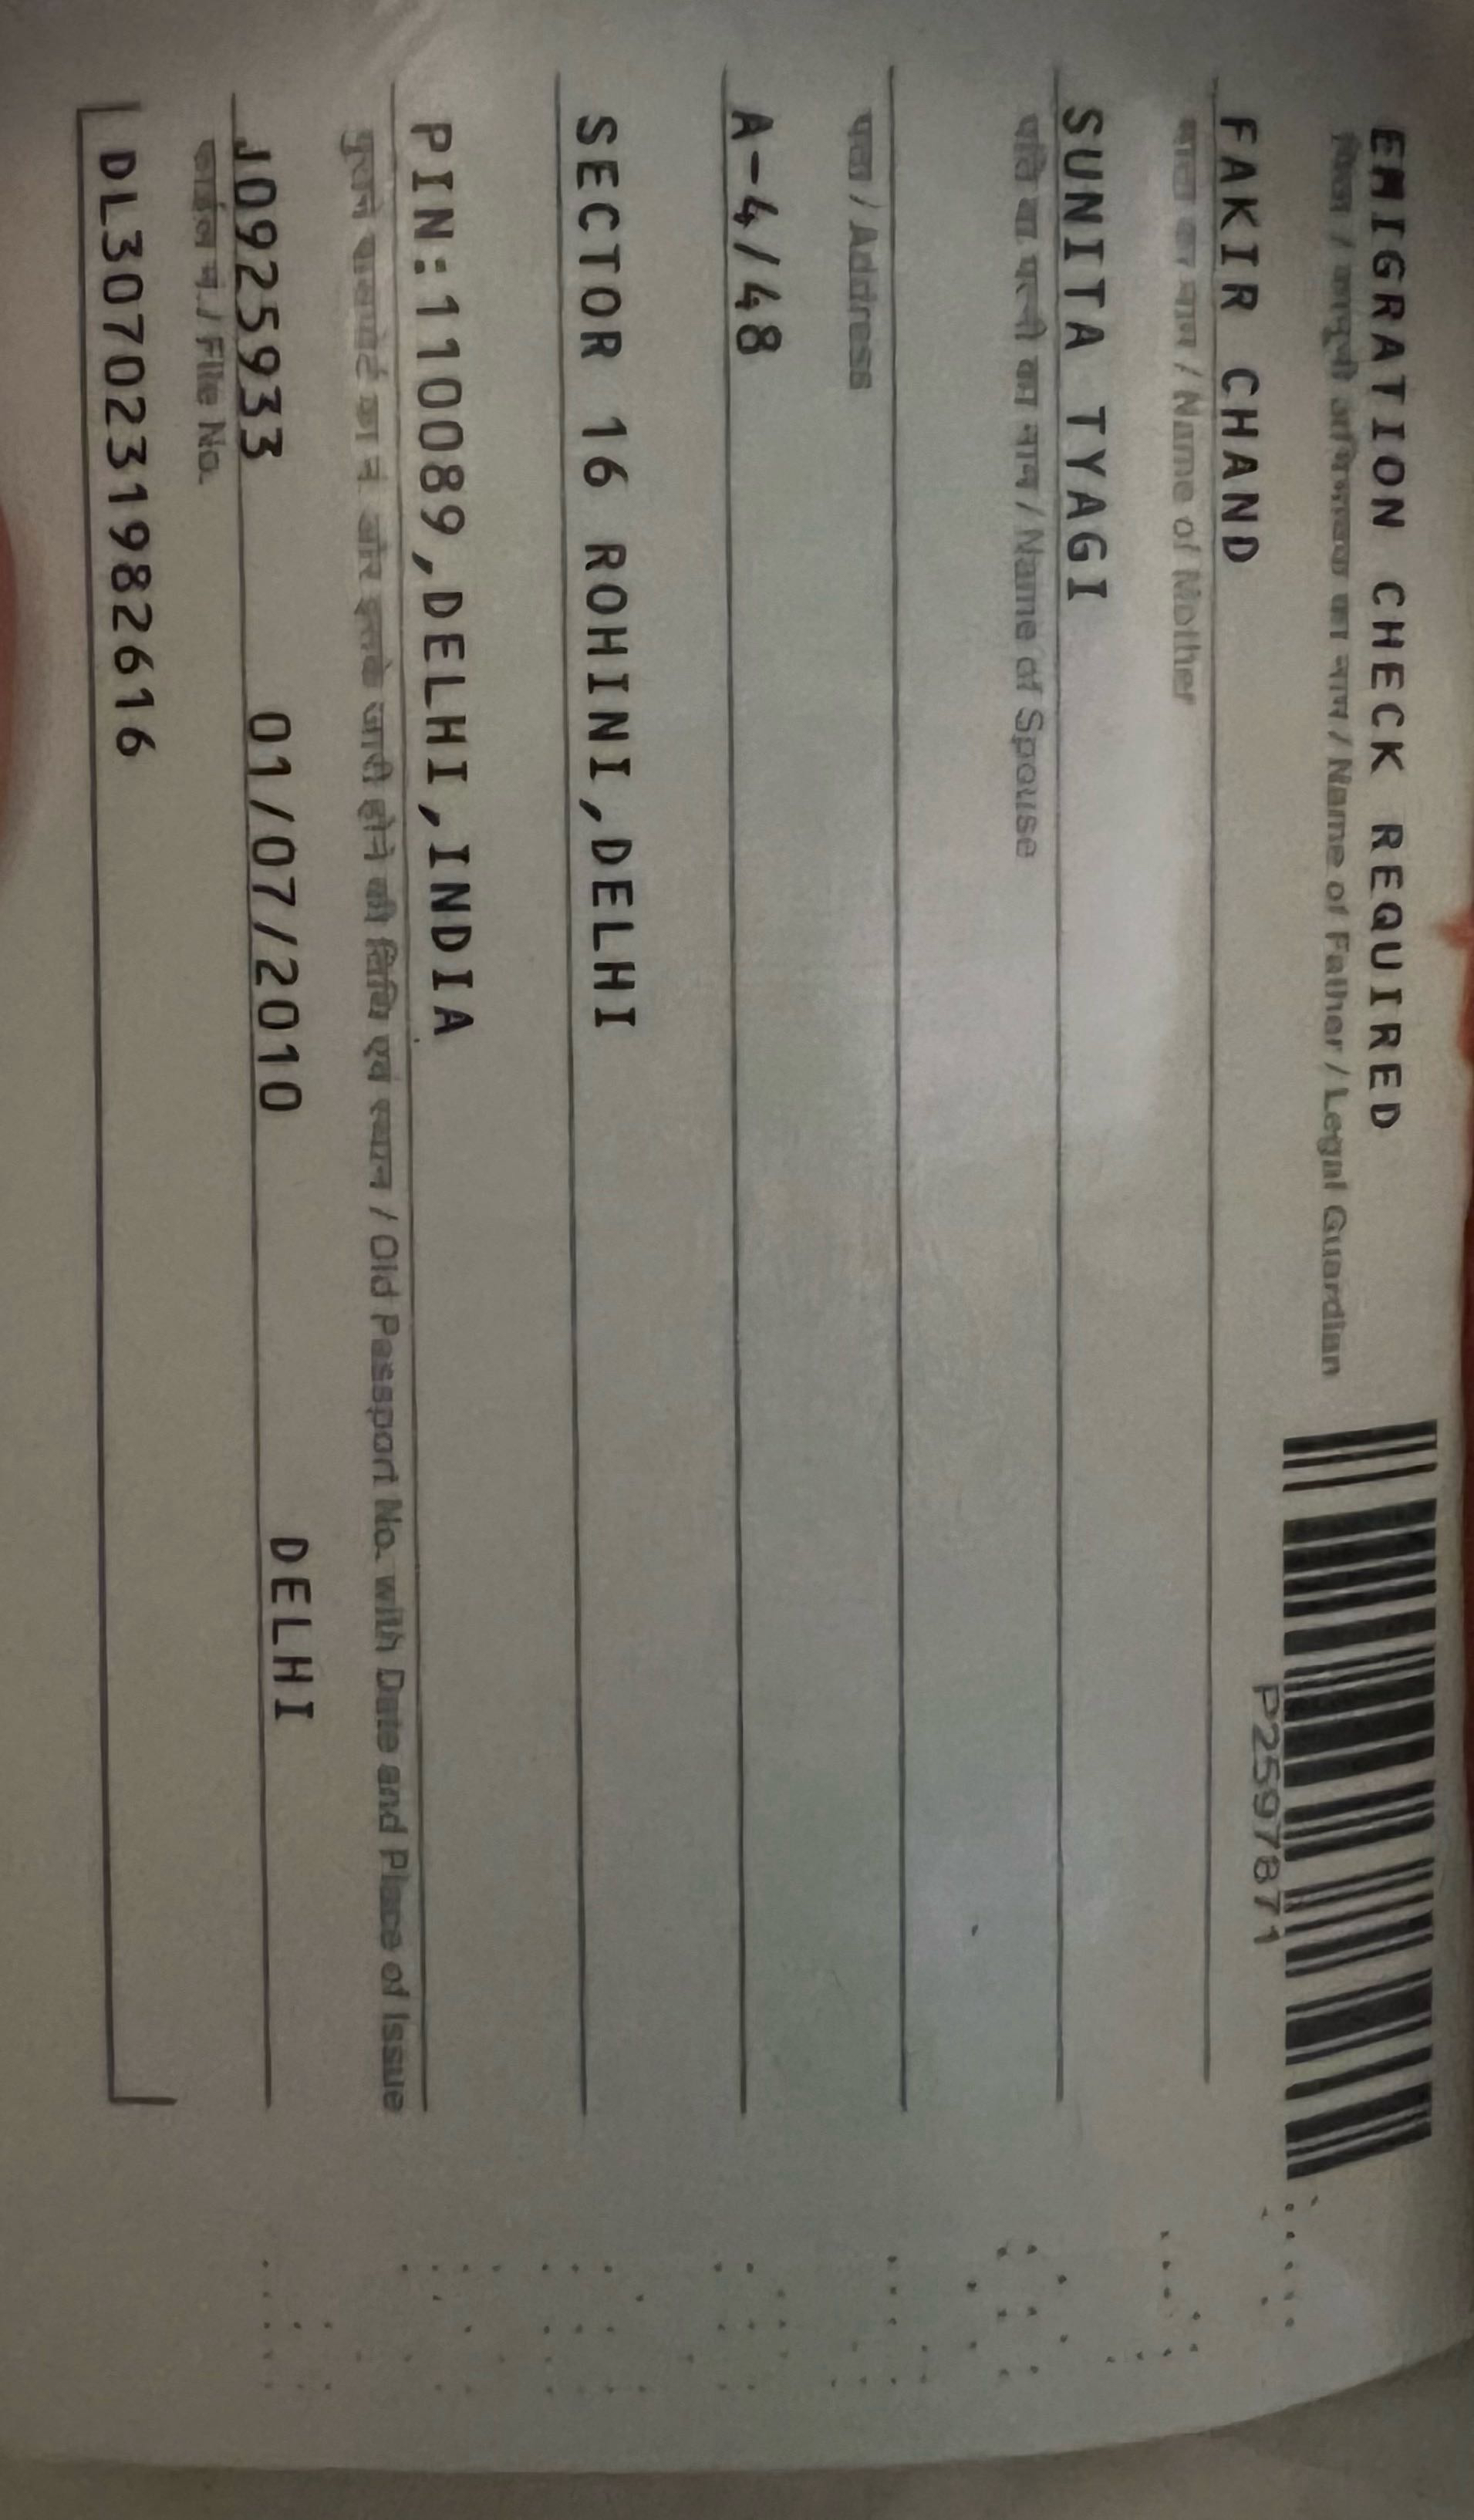 EMIGRATION CHECK REQUIRED
पिता / कानूनी अभिभावक का नाम / Name of Father / Legal Guardian
P2597871
FAKIR CHAND
माता का नाम / Name of Mother
SUNITA TYAGI
पति या पत्नी का नाम / Name of Spouse
पता / Address
A-4/48
SECTOR 16 ROHINI,DELHI
PIN:110089,DELHI,INDIA
पुराने पासपोर्ट का नं और इसके जारी होने की तिथि एवं स्थान / Old Passport No. with Date and Place of Issue
J0925933 01/07/2010 DELHI
फाईल नं./ File No.
DL3070231982616